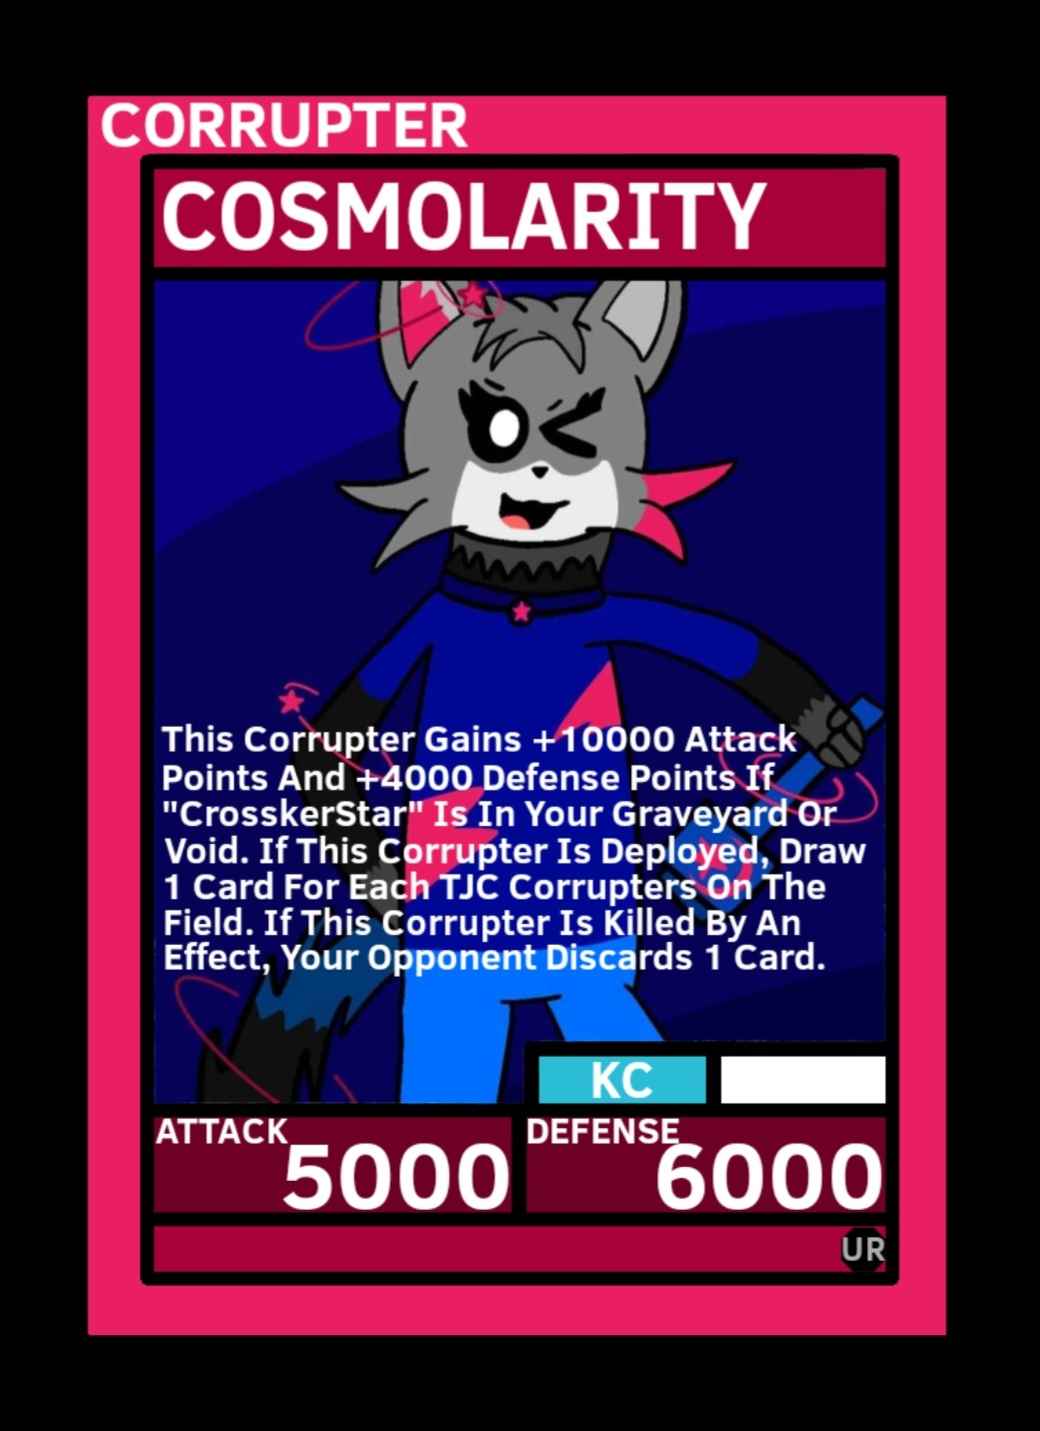 CORRUPTER
COSMOLARITY
This Corrupter Gains +10000 Attack
Points And +4000 Defense Points If
"CrosskerStar" Is In Your Graveyard Or
Void. If This Corrupter Is Deployed, Draw
1 Card For Each TJC Corrupters On The
Field. If This Corrupter Is Killed By An
Effect, Your Opponent Discards 1 Card.
KC
ATTACK
5000
DEFENSE
6000
UR